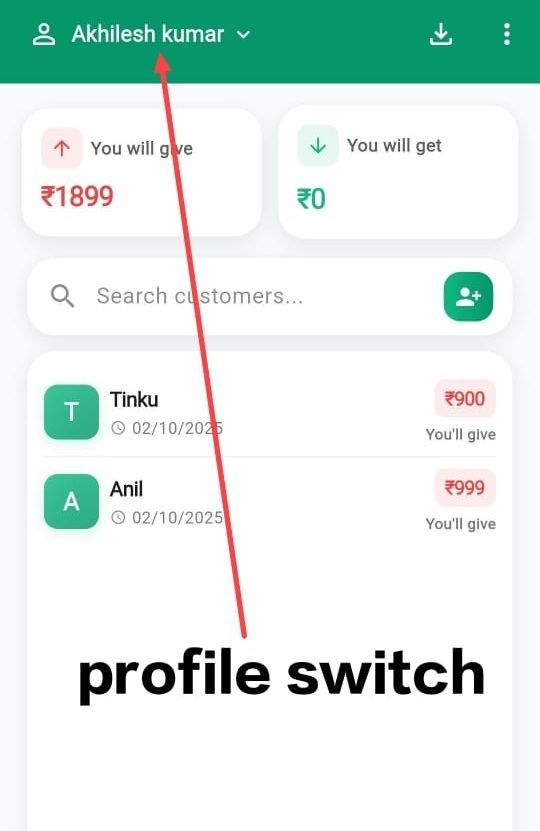 Akhilesh kumar
You will give
You will get
₹1899
₹0
Search customers...
T
Tinku
02/10/2025
₹900
You'll give
A
Anil
02/10/2025
₹999
You'll give
profile switch